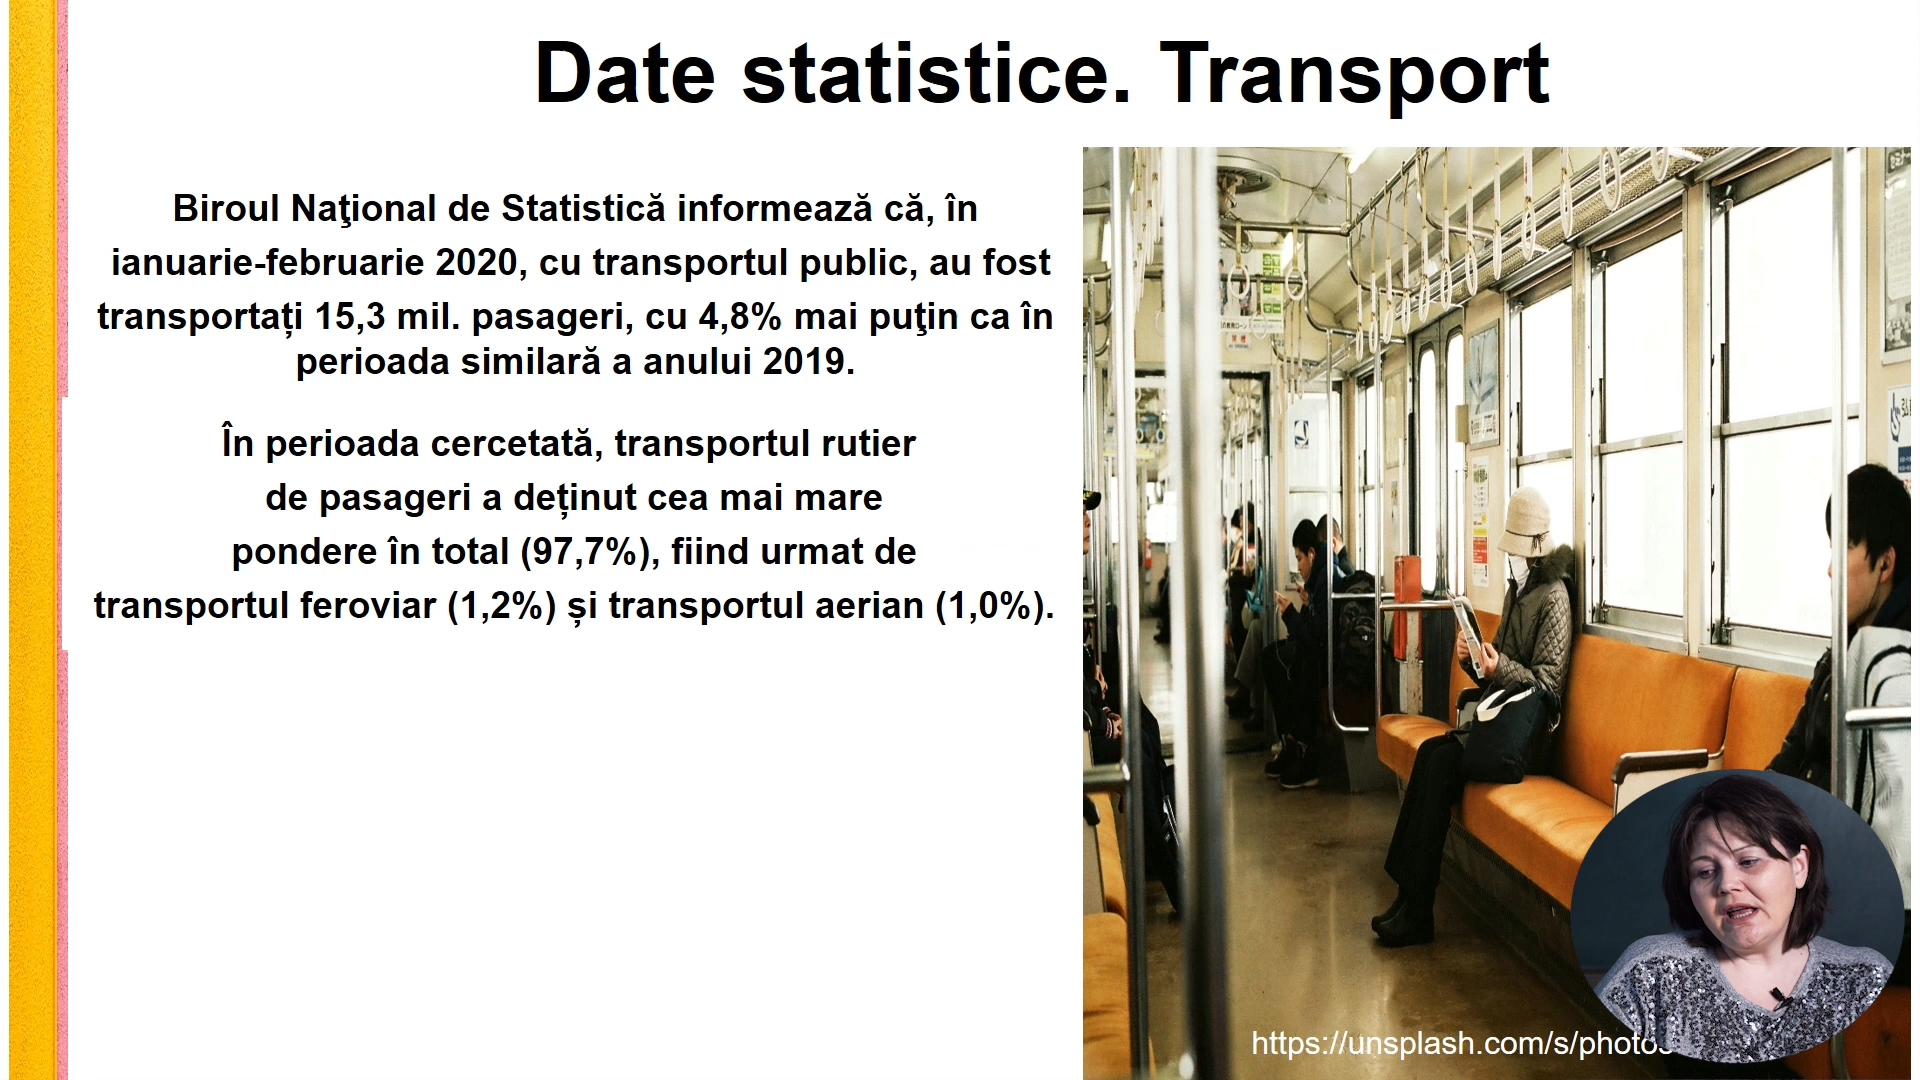 Date statistice. Transport
Biroul Naţional de Statistică informează că, în
ianuarie-februarie 2020, cu transportul public, au fost
transportați 15,3 mil. pasageri, cu 4,8% mai puţin ca în
perioada similară a anului 2019.
În perioada cercetată, transportul rutier
de pasageri a deținut cea mai mare
pondere în total (97,7%), fiind urmat de
transportul feroviar (1,2%) și transportul aerian (1,0%).
https://unsplash.com/s/photos